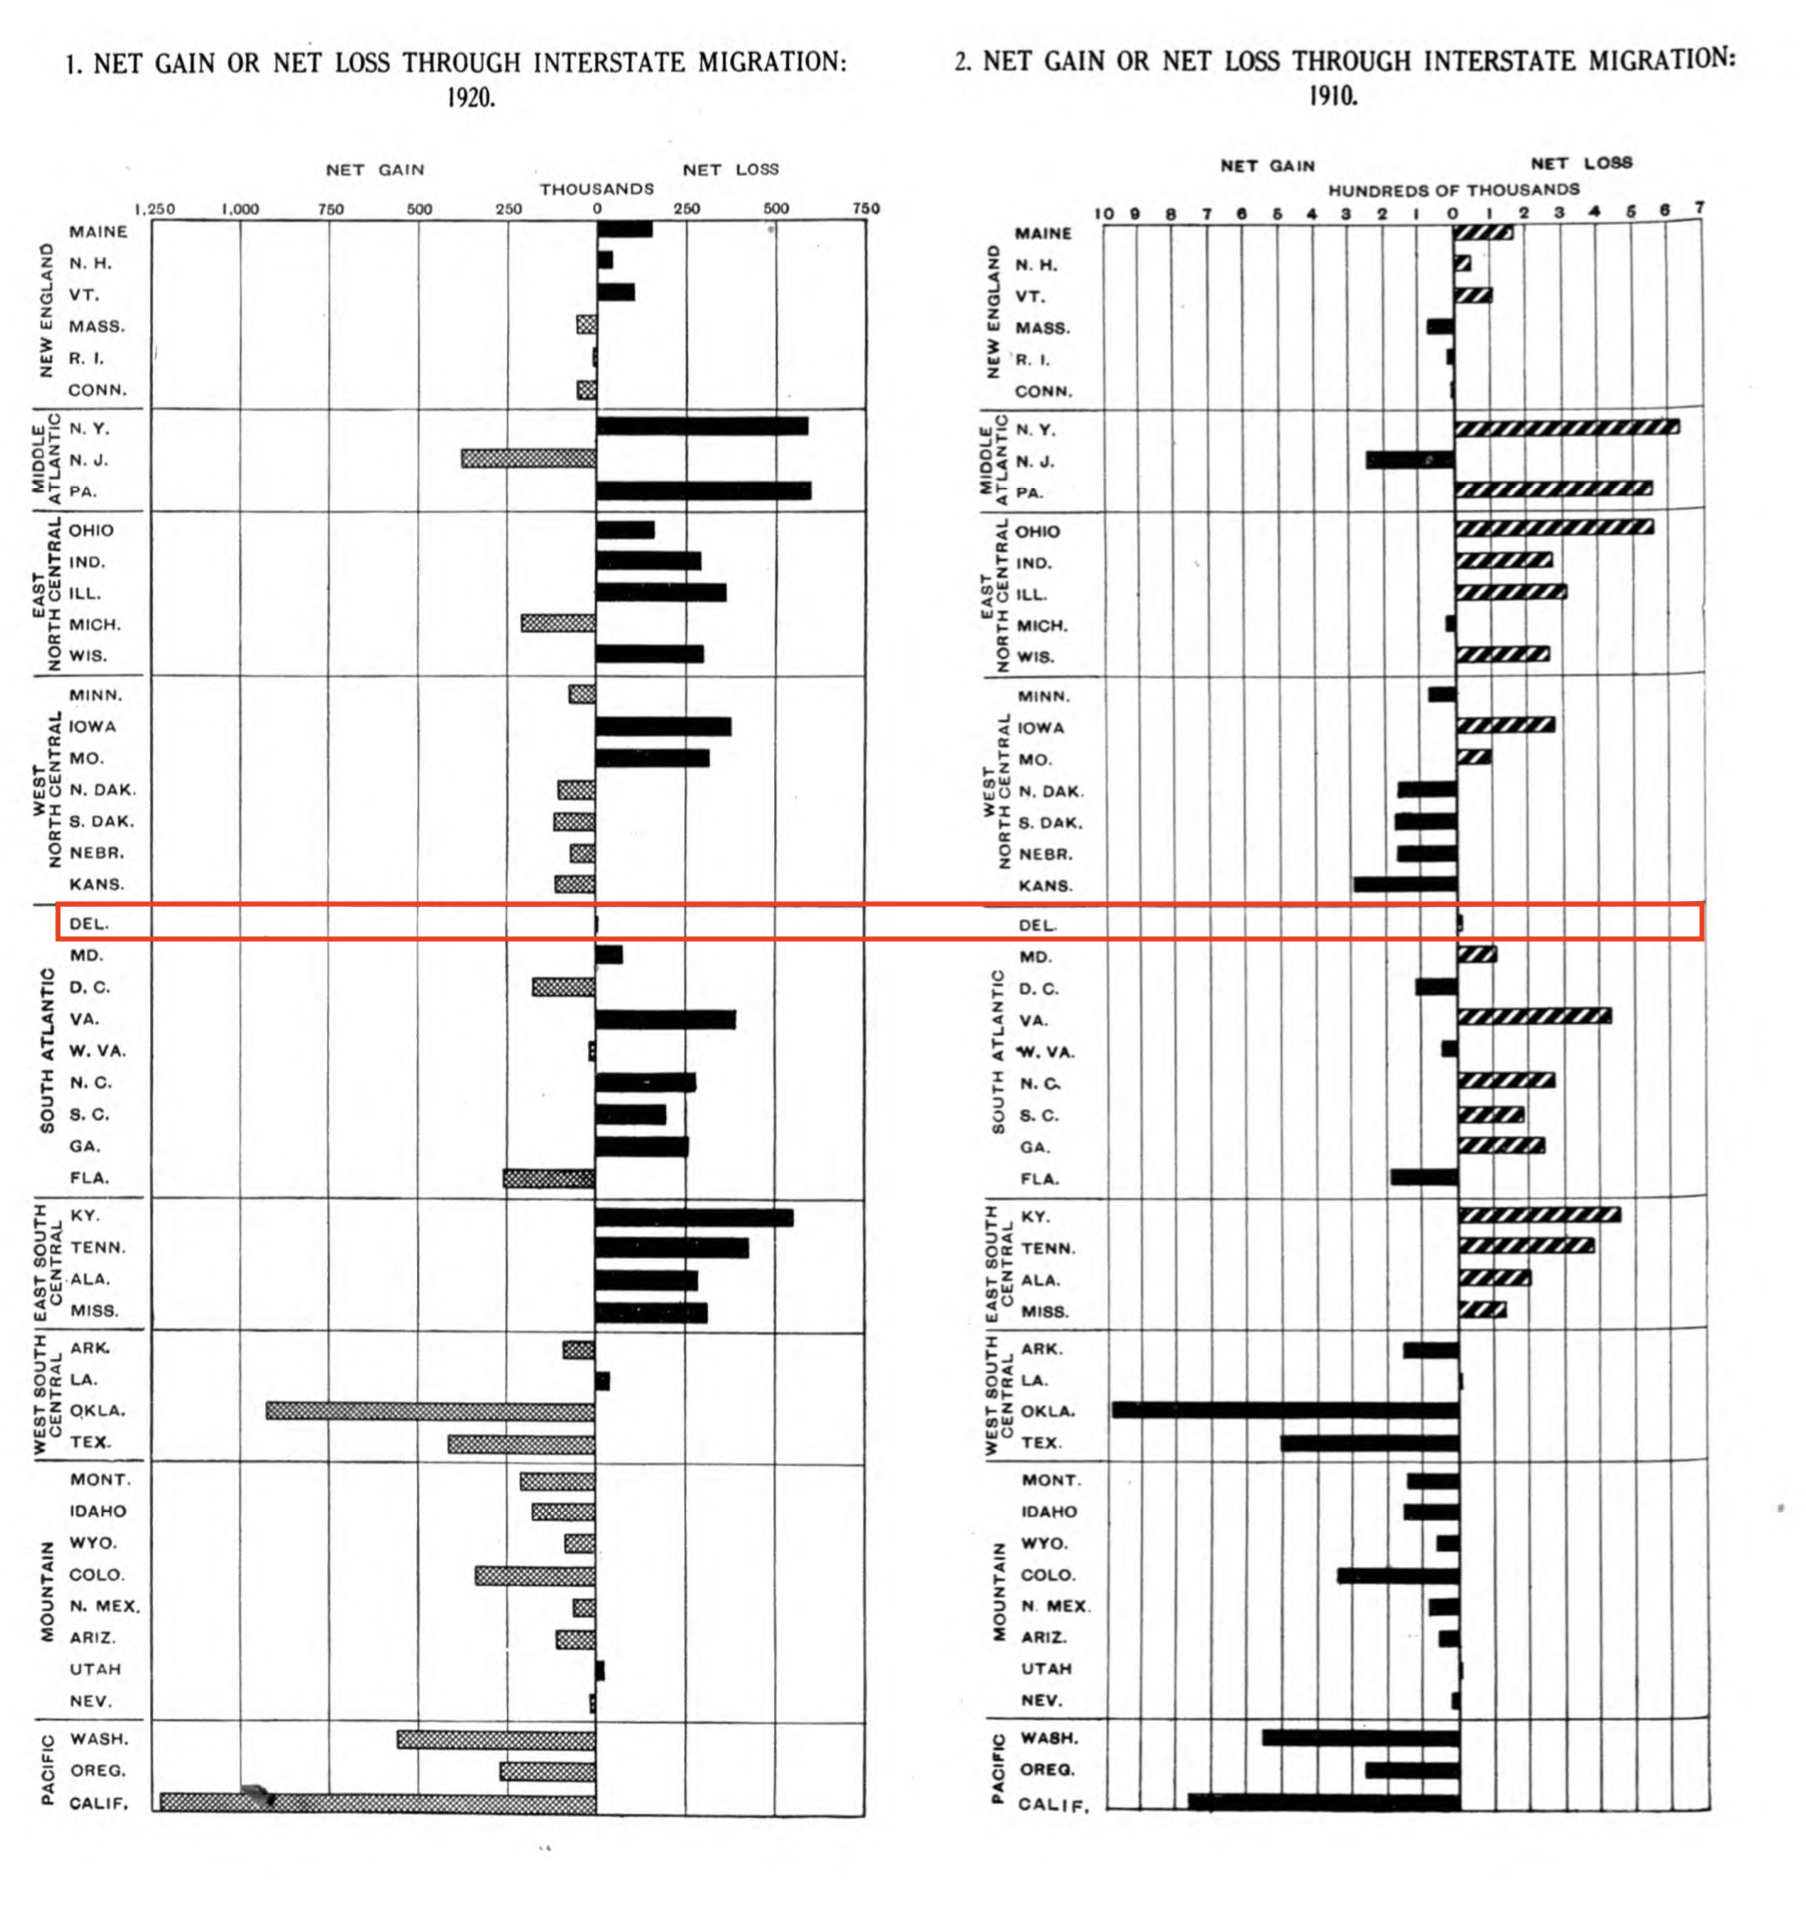 1. NET GAIN OR NET LOSS THROUGH INTERSTATE MIGRATION:
1920.
NET GAIN NET LOSS
THOUSANDS
1,250 1,000 750 500 250 0 250 500 750
NEW ENGLAND
MAINE
N. H.
VT.
MASS.
R. I.
CONN.
MIDDLE
ATLANTIC
N. Y.
N. J.
PA.
EAST
NORTH CENTRAL
OHIO
IND.
ILL.
MICH.
WIS.
WEST
NORTH CENTRAL
MINN.
IOWA
MO.
N. DAK.
S. DAK.
NEBR.
KANS.
SOUTH ATLANTIC
DEL.
MD.
D. C.
VA.
W. VA.
N. C.
S. C.
GA.
FLA.
EAST SOUTH
CENTRAL
KY.
TENN.
ALA.
MISS.
WEST SOUTH
CENTRAL
ARK.
LA.
OKLA.
TEX.
MOUNTAIN
MONT.
IDAHO
WYO.
COLO.
N. MEX.
ARIZ.
UTAH
NEV.
PACIFIC
WASH.
OREG.
CALIF.
2. NET GAIN OR NET LOSS THROUGH INTERSTATE MIGRATION:
1910.
NET GAIN NET LOSS
HUNDREDS OF THOUSANDS
10 9 8 7 6 5 4 3 2 1 0 1 2 3 4 5 6 7
NEW ENGLAND
MAINE
N. H.
VT.
MASS.
R. I.
CONN.
MIDDLE
ATLANTIC
N. Y.
N. J.
PA.
EAST
NORTH CENTRAL
OHIO
IND.
ILL.
MICH.
WIS.
WEST
NORTH CENTRAL
MINN.
IOWA
MO.
N. DAK.
S. DAK.
NEBR.
KANS.
SOUTH ATLANTIC
DEL.
MD.
D. C.
VA.
W. VA.
N. C.
S. C.
GA.
FLA.
EAST SOUTH
CENTRAL
KY.
TENN.
ALA.
MISS.
WEST SOUTH
CENTRAL
ARK.
LA.
OKLA.
TEX.
MOUNTAIN
MONT.
IDAHO
WYO.
COLO.
N. MEX.
ARIZ.
UTAH
NEV.
PACIFIC
WASH.
OREG.
CALIF.